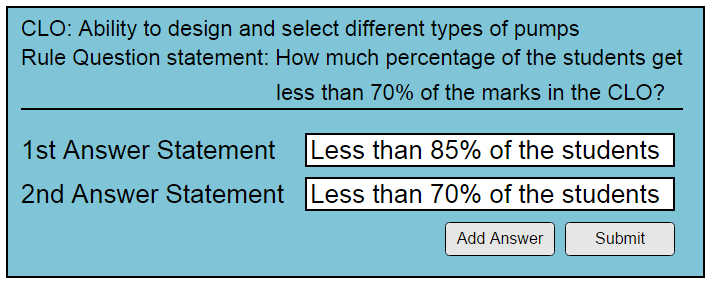 CLO: Ability to design and select different types of pumps
Rule Question statement: How much percentage of the students get
less than 70% of the marks in the CLO?
1st Answer Statement Less than 85% of the students
2nd Answer Statement Less than 70% of the students
Add Answer Submit